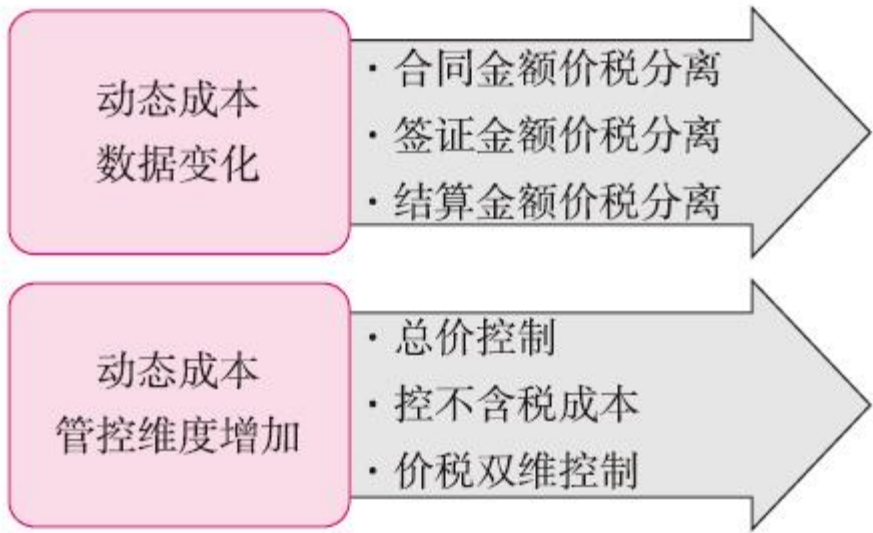 动态成本
数据变化
·合同金额价税分离
·签证金额价税分离
·结算金额价税分离
动态成本
管控维度增加
·总价控制
·控不含税成本
·价税双维控制